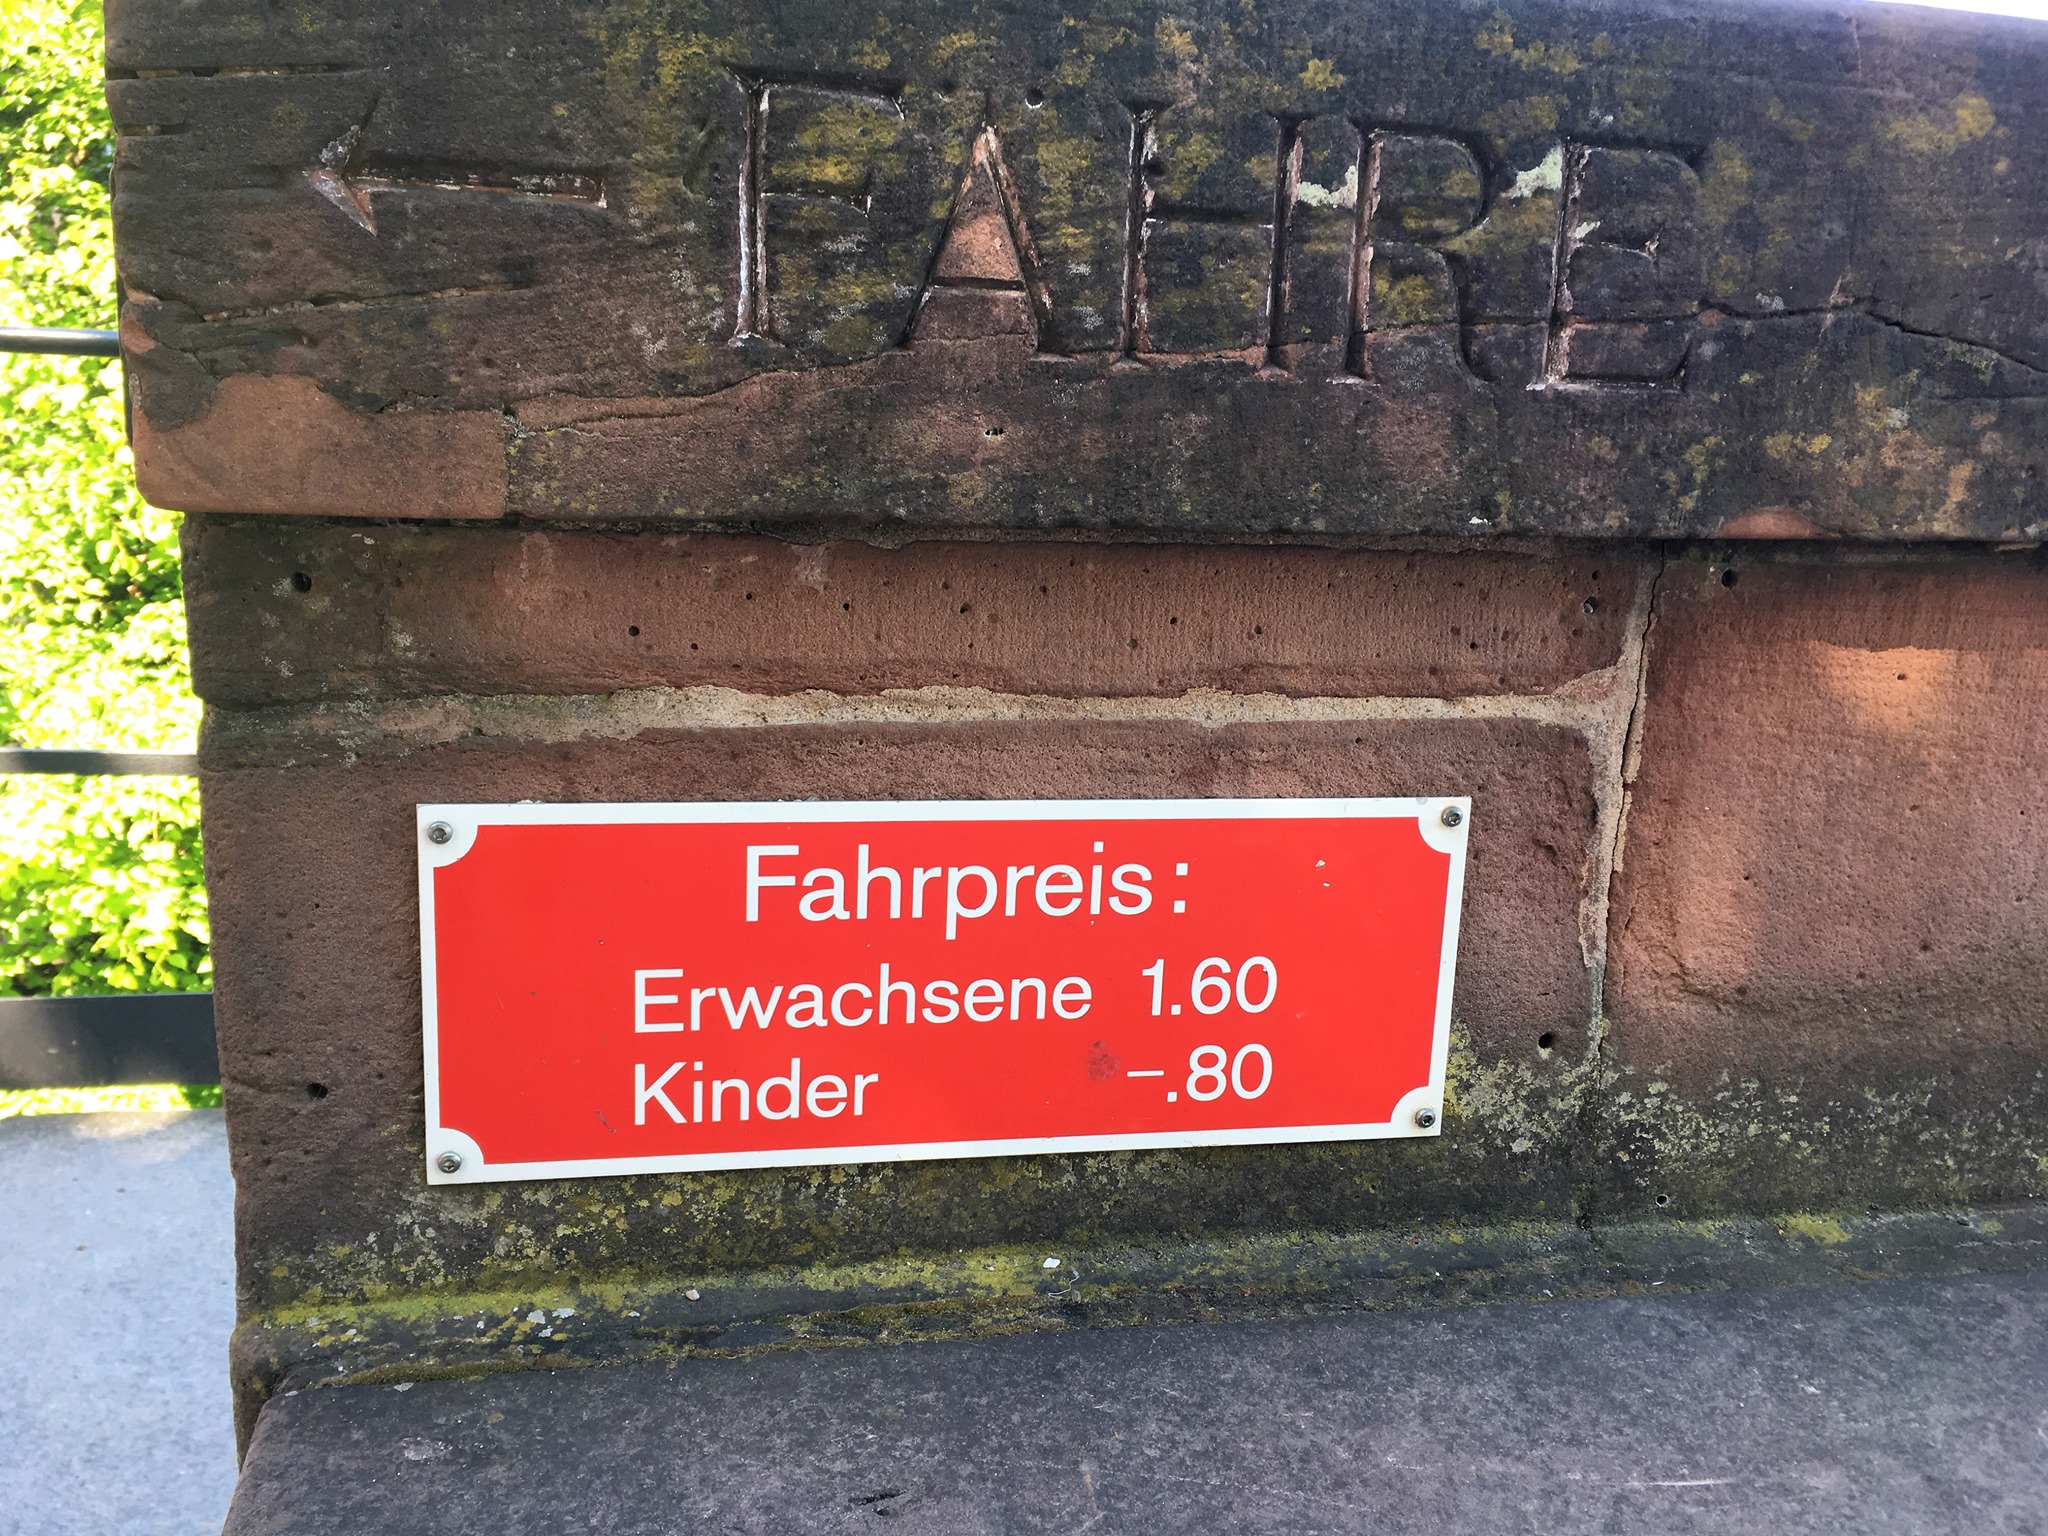 ← FÄHRE
Fahrpreis:
Erwachsene 1.60
Kinder -.80